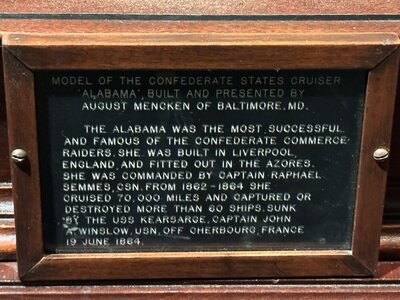 MODEL OF THE CONFEDERATE STATES CRUISER
'ALABAMA', BUILT AND PRESENTED BY
AUGUST MENCKEN OF BALTIMORE, MD.
THE ALABAMA WAS THE MOST SUCCESSFUL
AND FAMOUS OF THE CONFEDERATE COMMERCE
RAIDERS. SHE WAS BUILT IN LIVERPOOL,
ENGLAND, AND FITTED OUT IN THE AZORES.
SHE WAS COMMANDED BY CAPTAIN RAPHAEL
SEMMES, CSN. FROM 1862-1864 SHE
CRUISED 70,000 MILES AND CAPTURED OR
DESTROYED MORE THAN 60 SHIPS. SUNK
BY THE USS KEARSARGE, CAPTAIN JOHN
A. WINSLOW, USN, OFF CHERBOURG, FRANCE
19 JUNE 1864.